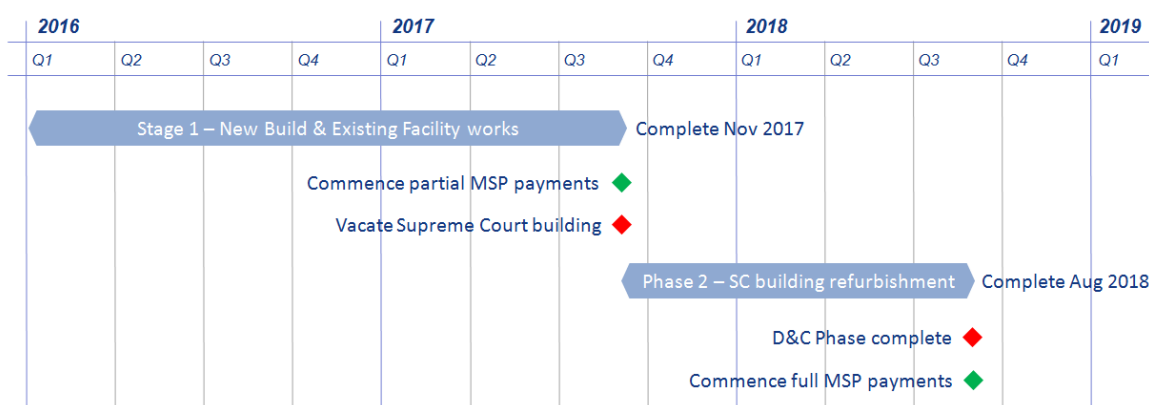 2016 2017 2018 2019
Q1 Q2 Q3 Q4 Q1 Q2 Q3 Q4 Q1 Q2 Q3 Q4 Q1
Stage 1 – New Build & Existing Facility works Complete Nov 2017
Commence partial MSP payments
Vacate Supreme Court building
Phase 2 – SC building refurbishment Complete Aug 2018
D&C Phase complete
Commence full MSP payments